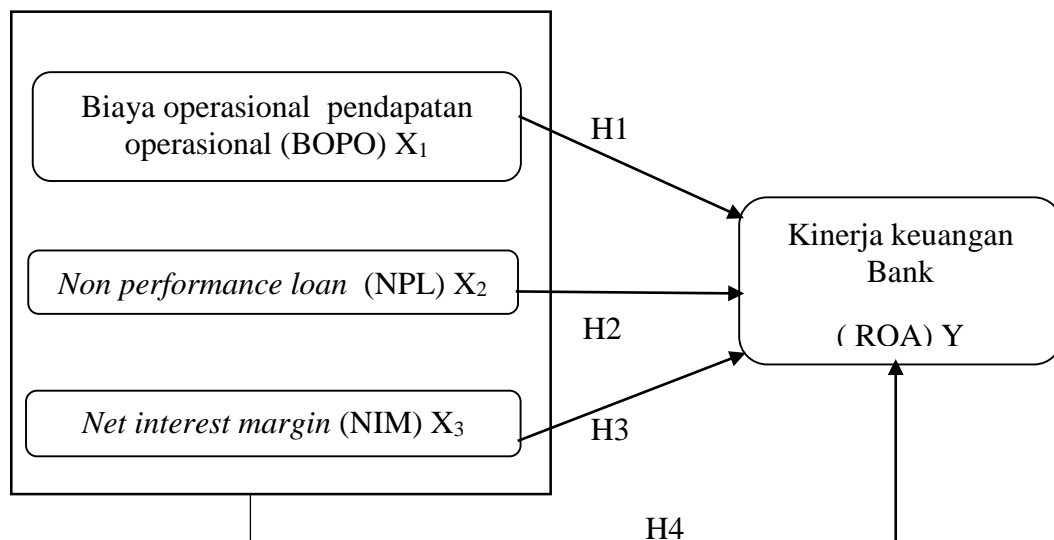 Biaya operasional pendapatan
operasional (BOPO) X₁
H1
Kinerja keuangan
Bank
( ROA) Y
Non performance loan (NPL) X₂
H2
Net interest margin (NIM) X₃
H3
H4